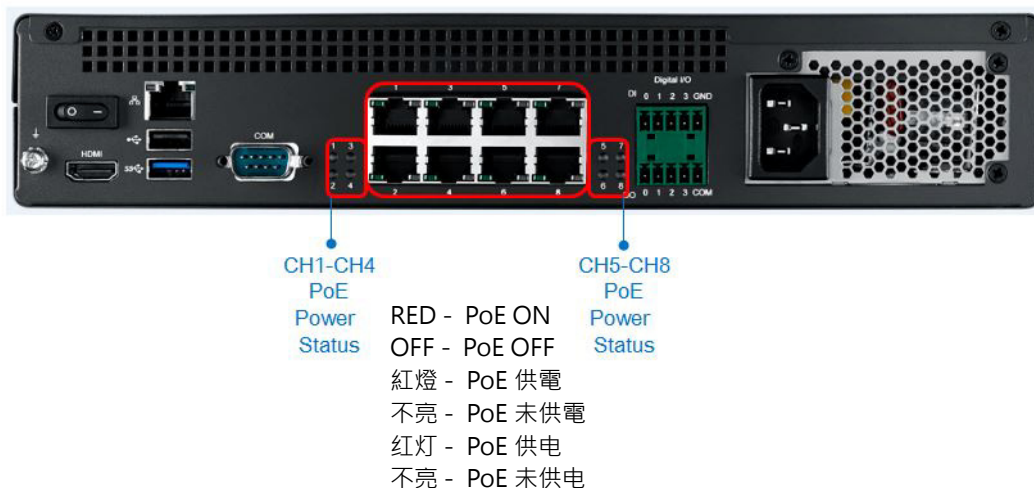 Digital I/O
1 3 5 7
DI 0 1 2 3 GND
COM
HDMI
1 3
5 7
2 4
6 8
2 4 6 8
0 1 2 3 COM
CH1-CH4
PoE
Power
Status
CH5-CH8
PoE
Power
Status
RED - PoE ON
OFF - PoE OFF
紅燈 - PoE 供電
不亮 - PoE 未供電
红灯 - PoE 供电
不亮 - PoE 未供电